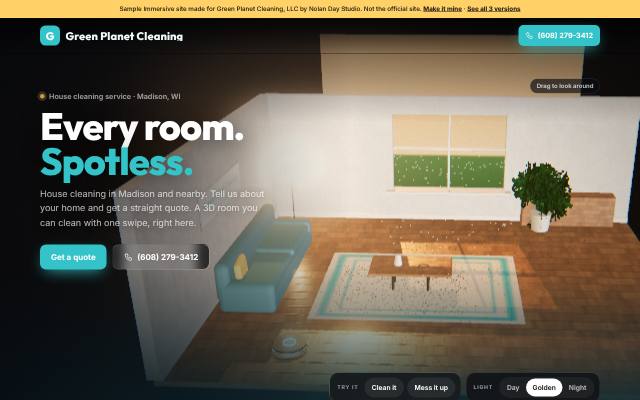 Sample Immersive site made for Green Planet Cleaning, LLC by Nolan Day Studio. Not the official site. Make it mine · See all 3 versions
G Green Planet Cleaning
(608) 279-3412
Drag to look around
House cleaning service · Madison, WI
Every room.
Spotless.
House cleaning in Madison and nearby. Tell us about
your home and get a straight quote. A 3D room you
can clean with one swipe, right here.
Get a quote
(608) 279-3412
TRY IT Clean it Mess it up
LIGHT Day Golden Night